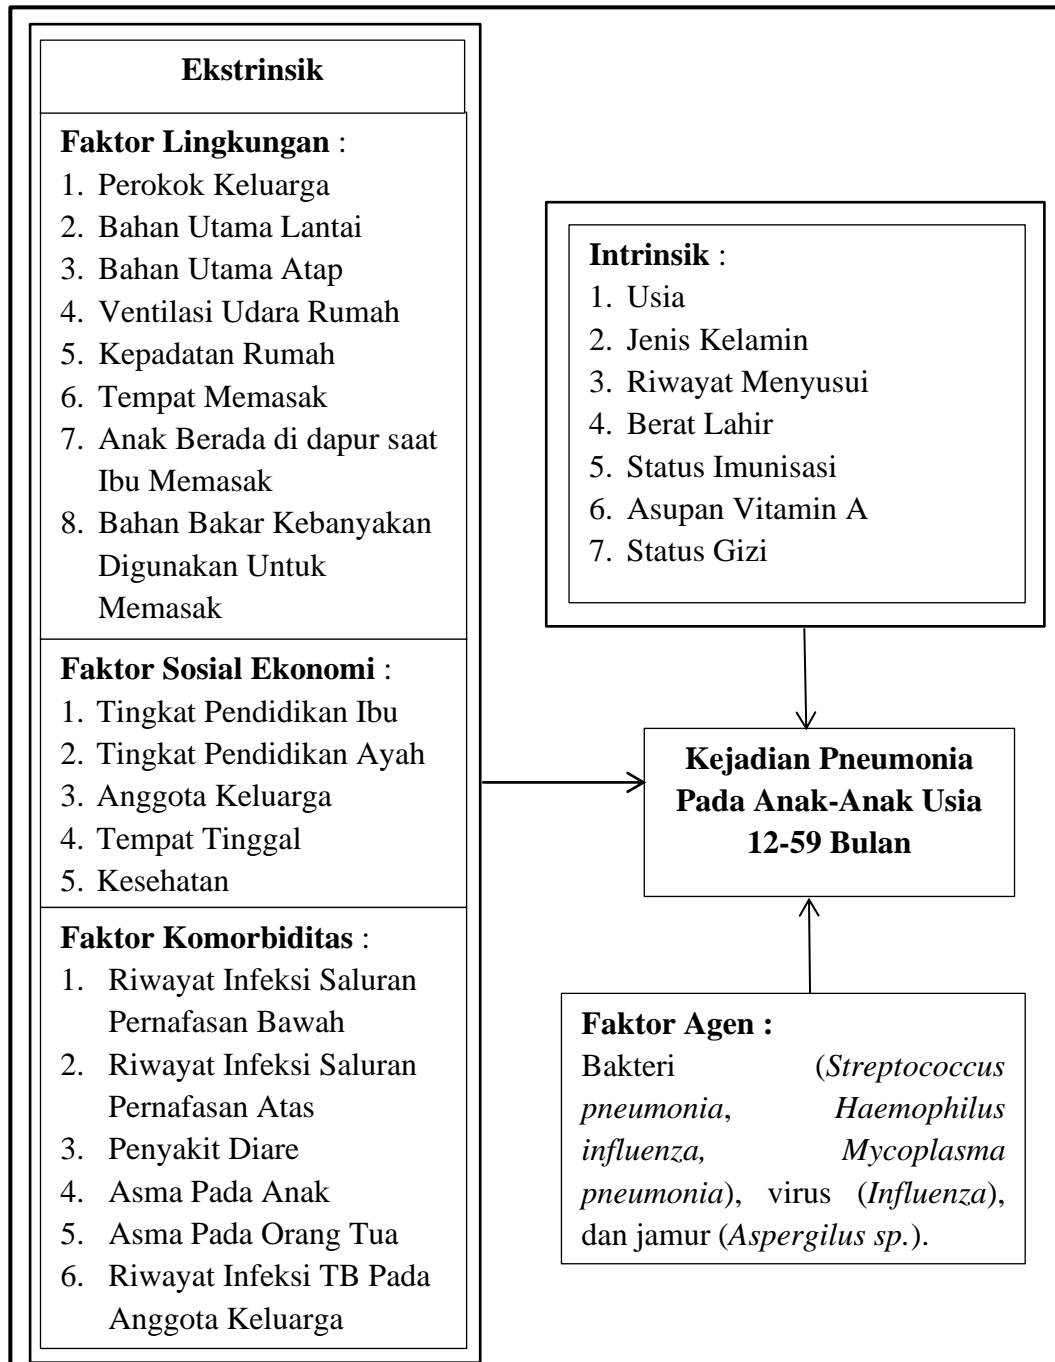 Ekstrinsik
Faktor Lingkungan :
1. Perokok Keluarga
2. Bahan Utama Lantai
3. Bahan Utama Atap
4. Ventilasi Udara Rumah
5. Kepadatan Rumah
6. Tempat Memasak
7. Anak Berada di dapur saat
Ibu Memasak
8. Bahan Bakar Kebanyakan
Digunakan Untuk
Memasak
Faktor Sosial Ekonomi :
1. Tingkat Pendidikan Ibu
2. Tingkat Pendidikan Ayah
3. Anggota Keluarga
4. Tempat Tinggal
5. Kesehatan
Faktor Komorbiditas :
1. Riwayat Infeksi Saluran
Pernafasan Bawah
2. Riwayat Infeksi Saluran
Pernafasan Atas
3. Penyakit Diare
4. Asma Pada Anak
5. Asma Pada Orang Tua
6. Riwayat Infeksi TB Pada
Anggota Keluarga
Intrinsik :
1. Usia
2. Jenis Kelamin
3. Riwayat Menyusui
4. Berat Lahir
5. Status Imunisasi
6. Asupan Vitamin A
7. Status Gizi
Kejadian Pneumonia
Pada Anak-Anak Usia
12-59 Bulan
Faktor Agen :
Bakteri (Streptococcus
pneumonia, Haemophilus
influenza, Mycoplasma
pneumonia), virus (Influenza),
dan jamur (Aspergilus sp.).